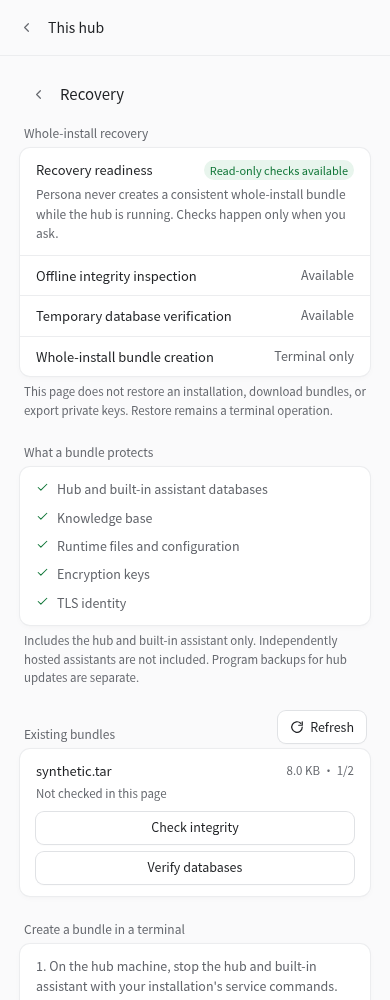 This hub
Recovery
Whole-install recovery
Recovery readiness
Read-only checks available
Persona never creates a consistent whole-install bundle
while the hub is running. Checks happen only when you
ask.
Offline integrity inspection
Available
Temporary database verification
Available
Whole-install bundle creation
Terminal only
This page does not restore an installation, download bundles, or
export private keys. Restore remains a terminal operation.
What a bundle protects
Hub and built-in assistant databases
Knowledge base
Runtime files and configuration
Encryption keys
TLS identity
Includes the hub and built-in assistant only. Independently
hosted assistants are not included. Program backups for hub
updates are separate.
Existing bundles
Refresh
synthetic.tar
8.0 KB • 1/2
Not checked in this page
Check integrity
Verify databases
Create a bundle in a terminal
1. On the hub machine, stop the hub and built-in
assistant with your installation's service commands.